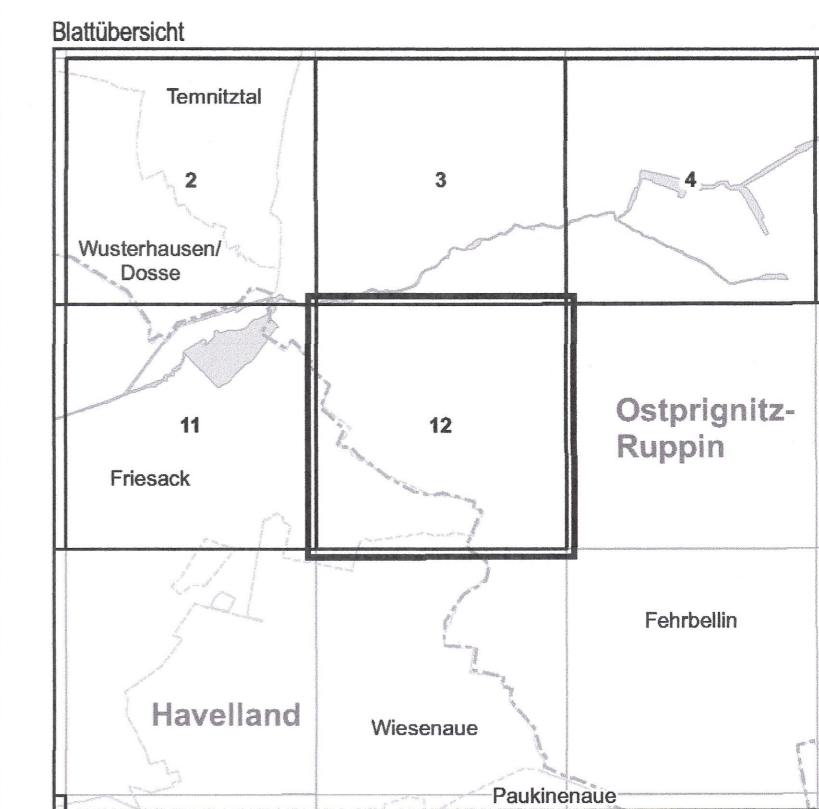 Blattübersicht
Temnitztal
2
3
4
Wusterhausen/
Dosse
11
12
Ostprignitz-
Ruppin
Friesack
Fehrbellin
Havelland
Wiesenaue
Paukinenaue